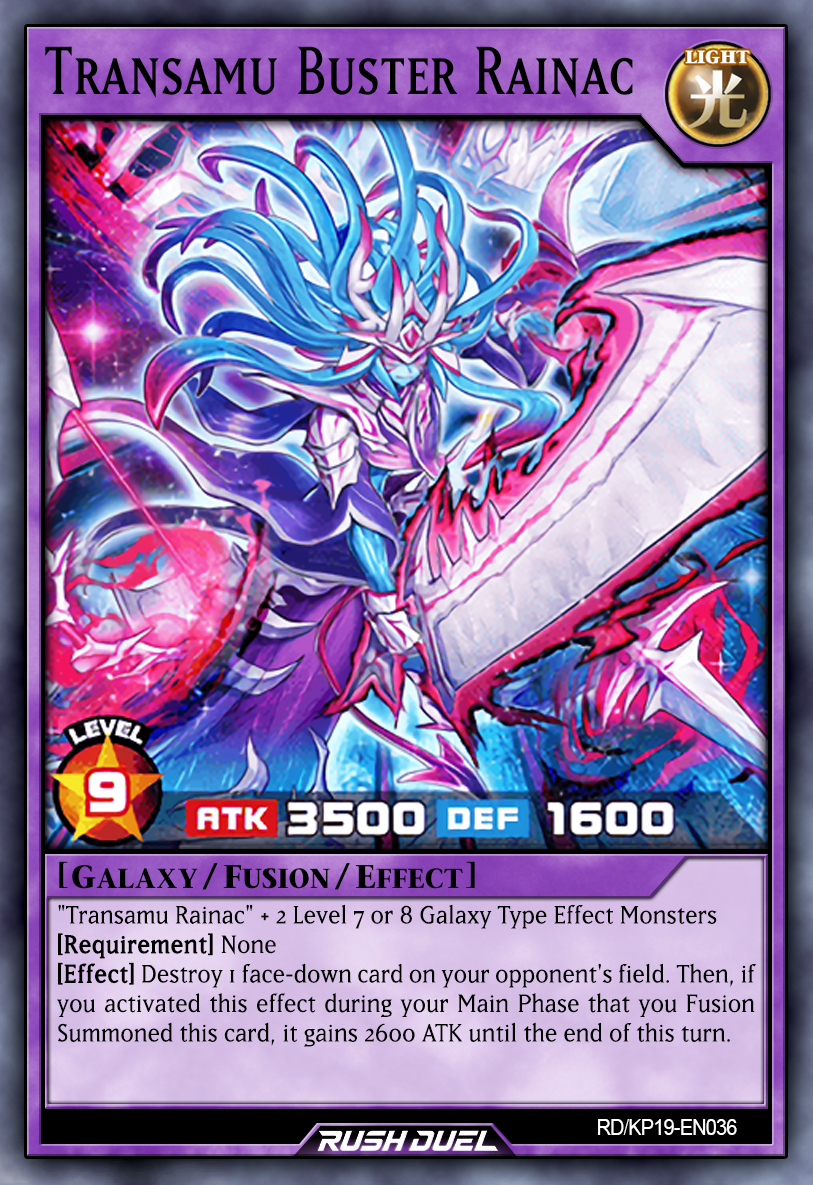 Transamu Buster Rainac
LIGHT
光
LEVEL
9
ATK 3500 DEF 1600
[Galaxy / Fusion / Effect]
"Transamu Rainac" + 2 Level 7 or 8 Galaxy Type Effect Monsters
[Requirement] None
[Effect] Destroy 1 face-down card on your opponent's field. Then, if
you activated this effect during your Main Phase that you Fusion
Summoned this card, it gains 2600 ATK until the end of this turn.
RD/KP19-EN036
RUSH DUEL